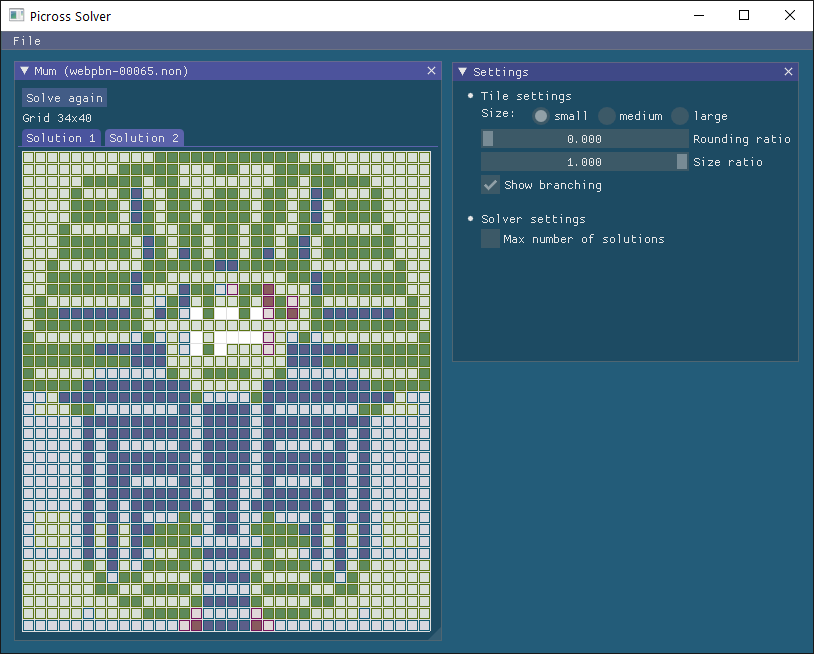 Picross Solver
File
Mum (webpbn-00065.non)
Solve again
Grid 34x40
Solution 1 Solution 2
Settings
Tile settings
Size: small medium large
0.000 Rounding ratio
1.000 Size ratio
Show branching
Solver settings
Max number of solutions